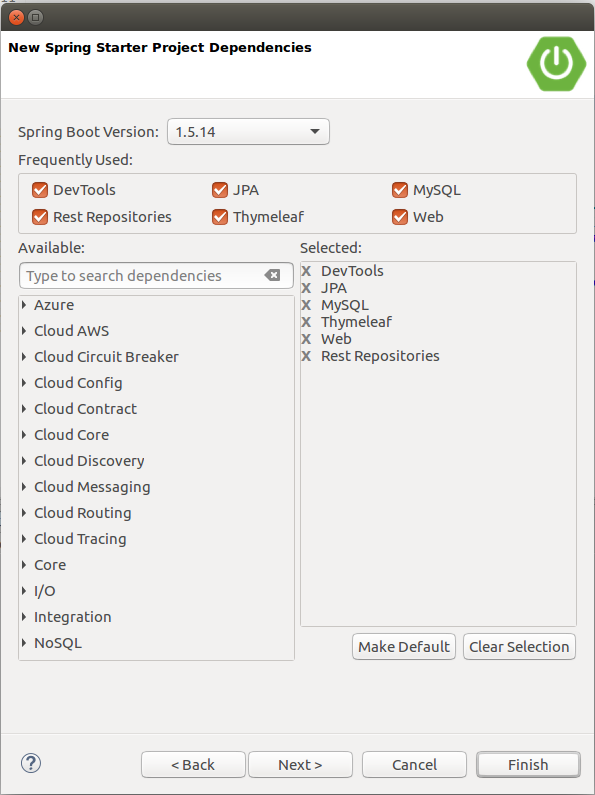 New Spring Starter Project Dependencies
Spring Boot Version: 1.5.14
Frequently Used:
DevTools JPA MySQL
Rest Repositories Thymeleaf Web
Available: Selected:
Type to search dependencies
X DevTools
X JPA
X MySQL
X Thymeleaf
X Web
X Rest Repositories
Azure
Cloud AWS
Cloud Circuit Breaker
Cloud Config
Cloud Contract
Cloud Core
Cloud Discovery
Cloud Messaging
Cloud Routing
Cloud Tracing
Core
I/O
Integration
NoSQL
Make Default Clear Selection
? < Back Next > Cancel Finish